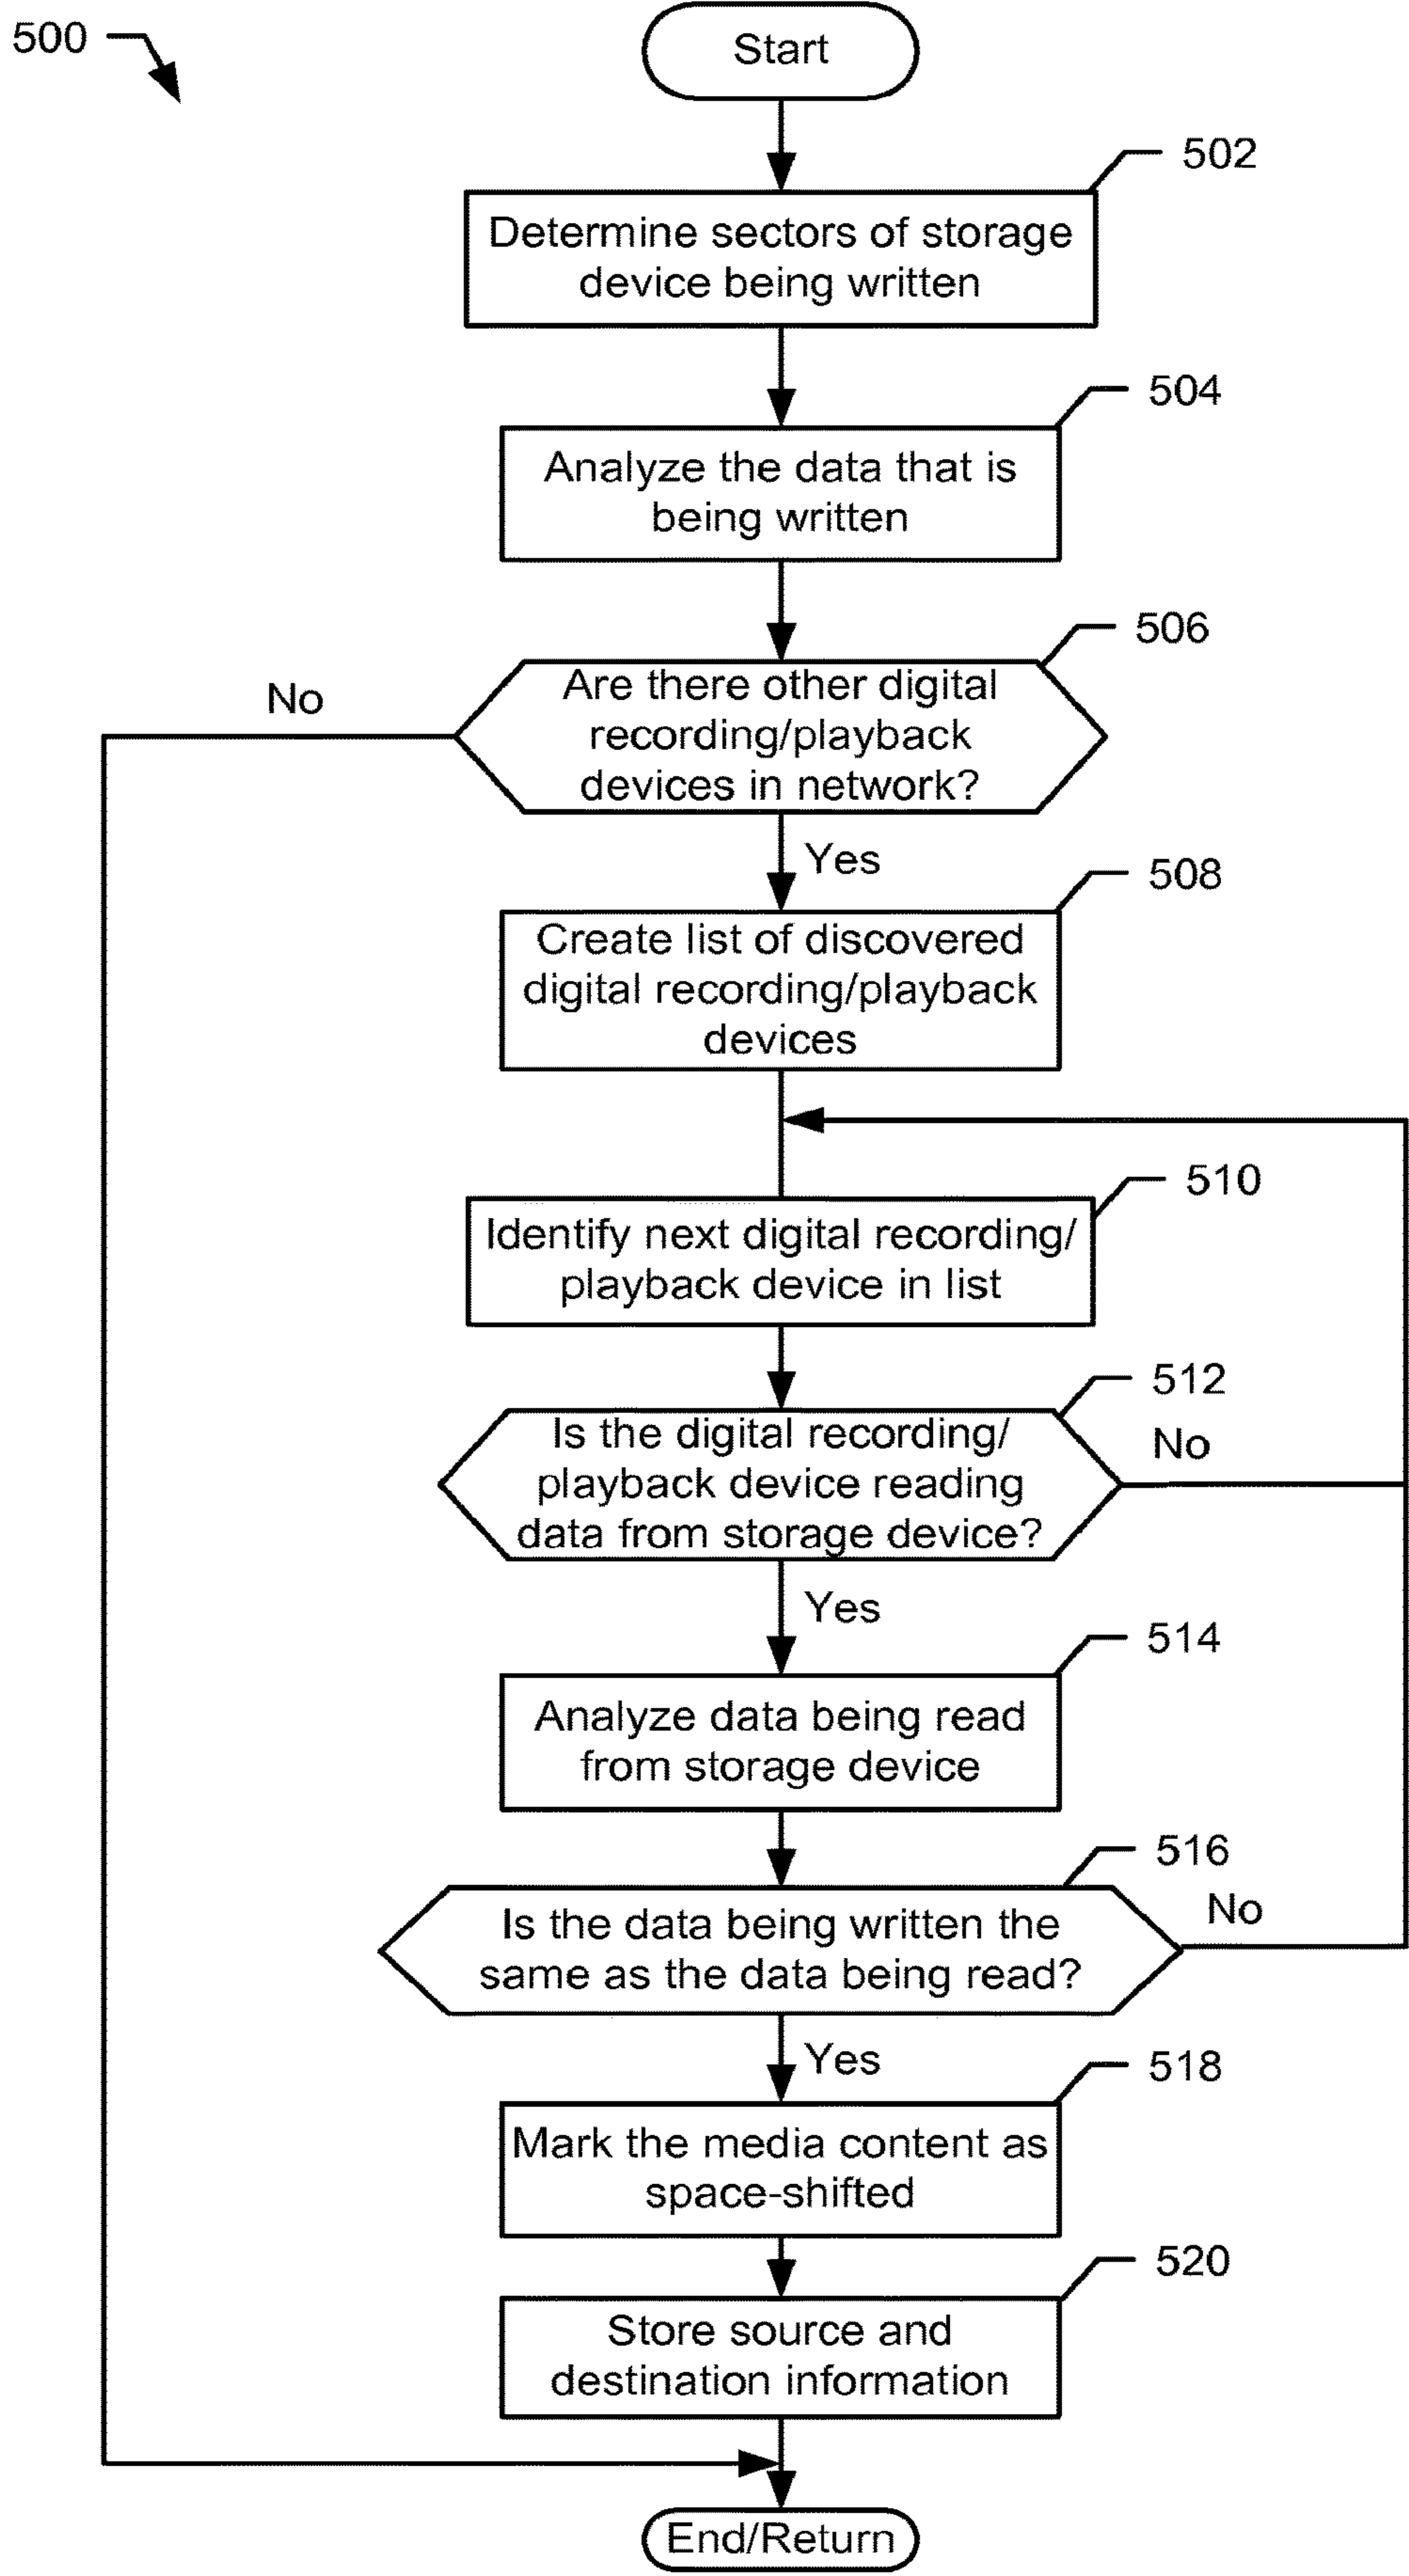 500
Start
502
Determine sectors of storage
device being written
504
Analyze the data that is
being written
506
Are there other digital
recording/playback
devices in network?
No
Yes
508
Create list of discovered
digital recording/playback
devices
510
Identify next digital recording/
playback device in list
512
Is the digital recording/
playback device reading
data from storage device?
No
Yes
514
Analyze data being read
from storage device
516
Is the data being written the
same as the data being read?
No
Yes
518
Mark the media content as
space-shifted
520
Store source and
destination information
End/Return